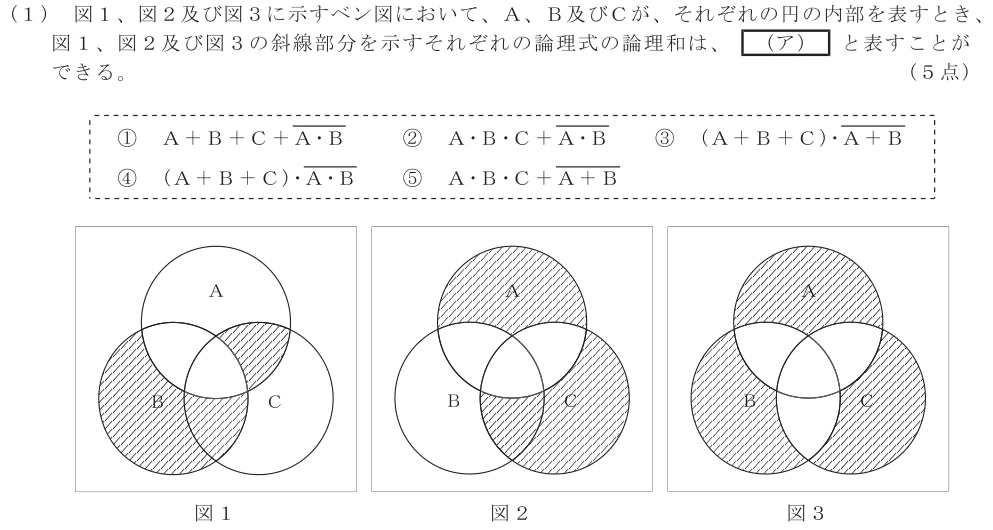 (1) 図1、図2及び図3に示すベン図において、A、B及びCが、それぞれの円の内部を表すとき、
図1、図2及び図3の斜線部分を示すそれぞれの論理式の論理和は、 (ア) と表すことが
できる。 (5点)
① A+B+C+\overline{A・B} ② A・B・C+\overline{A・B} ③ (A+B+C)・\overline{A+B}
④ (A+B+C)・\overline{A・B} ⑤ A・B・C+\overline{A+B}
A A A
B C B C B C
図1 図2 図3